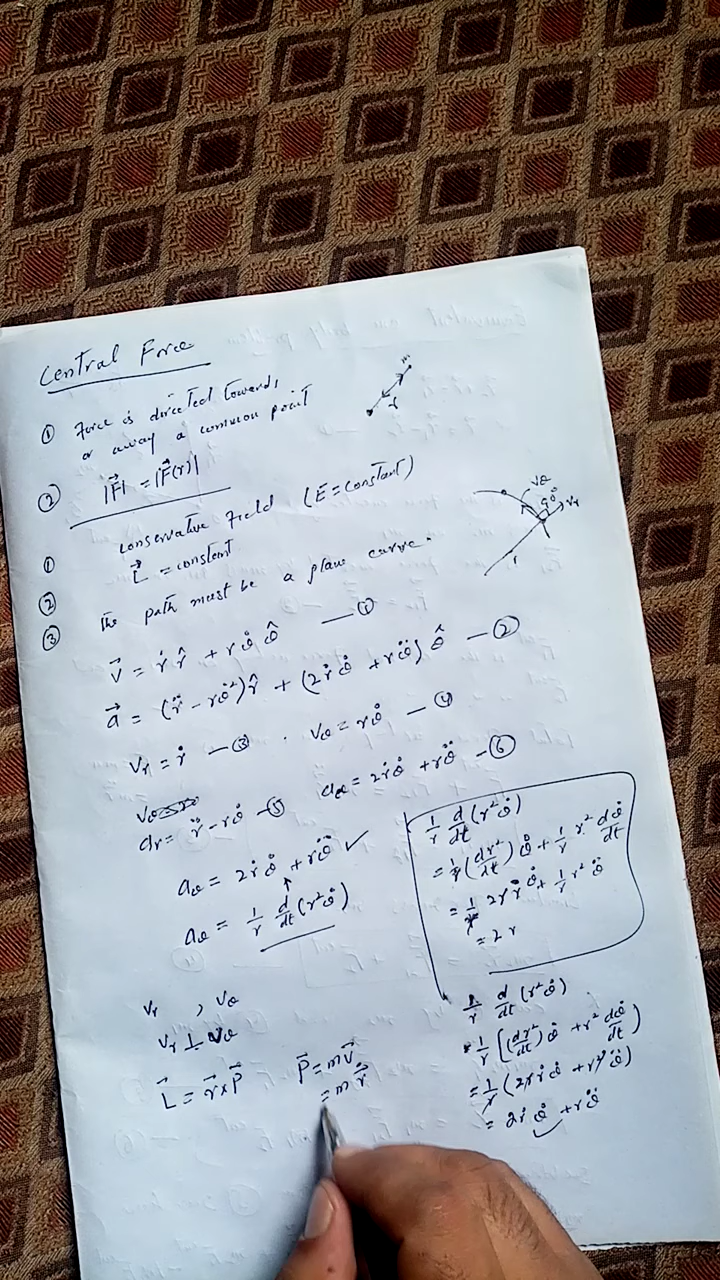 Central Force
① Force is directed towards
or away a common point
m
r
② |F⃗| = |F⃗(r)|
① conservative Field (E = constant)
② L⃗ = constant
③ The path must be a plane curve.
vθ
90°
vr
r
v⃗ = ṙ r̂ + rθ̇ θ̂ —①
a⃗ = (r̈ - rθ̇²) r̂ + (2ṙθ̇ + rθ̈) θ̂ —②
vr = ṙ —③ . vθ = rθ̇ —④
ar = r̈ - rθ̇ —⑤ aθ = 2ṙθ̇ + rθ̈ —⑥
aθ = 2ṙθ̇ + rθ̈ ✓
aθ = 1/r d/dt (r²θ̇)
1/r d/dt (r²θ̇)
= 1/r (dr²/dt) θ̇ + 1/r r² dθ̇/dt
= 1/r 2rṙθ̇ + 1/r r²θ̈
= 2r
vr , vθ
vr ⊥ vθ
L⃗ = r⃗ × P⃗
P⃗ = mv⃗
= m r⃗̇
1/r d/dt (r²θ̇)
= 1/r [(dr²/dt) θ̇ + r² dθ̇/dt]
= 1/r (2rṙθ̇ + r²θ̈)
= 2ṙθ̇ + rθ̈